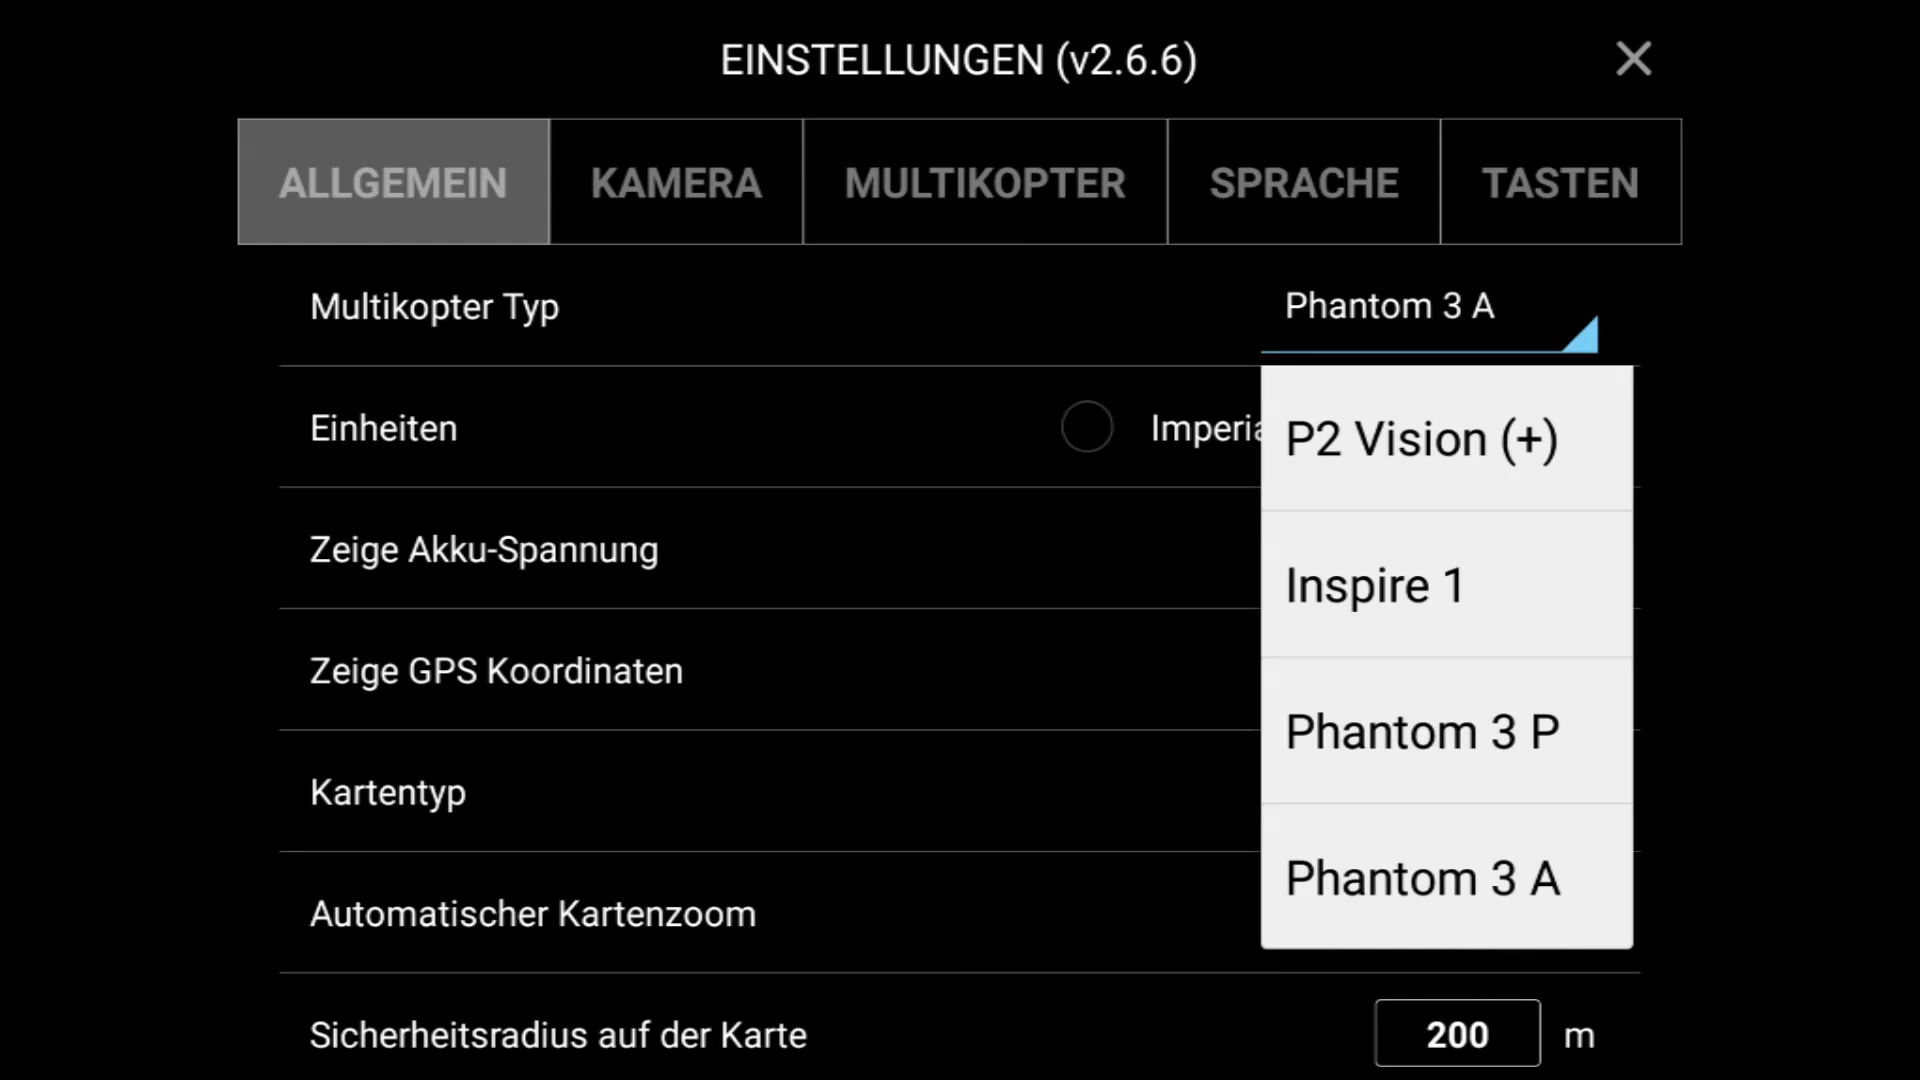 EINSTELLUNGEN (v2.6.6)
ALLGEMEIN KAMERA MULTIKOPTER SPRACHE TASTEN
Multikopter Typ Phantom 3 A
P2 Vision (+)
Inspire 1
Phantom 3 P
Phantom 3 A
Einheiten
Zeige Akku-Spannung
Zeige GPS Koordinaten
Kartentyp
Automatischer Kartenzoom
Sicherheitsradius auf der Karte 200 m